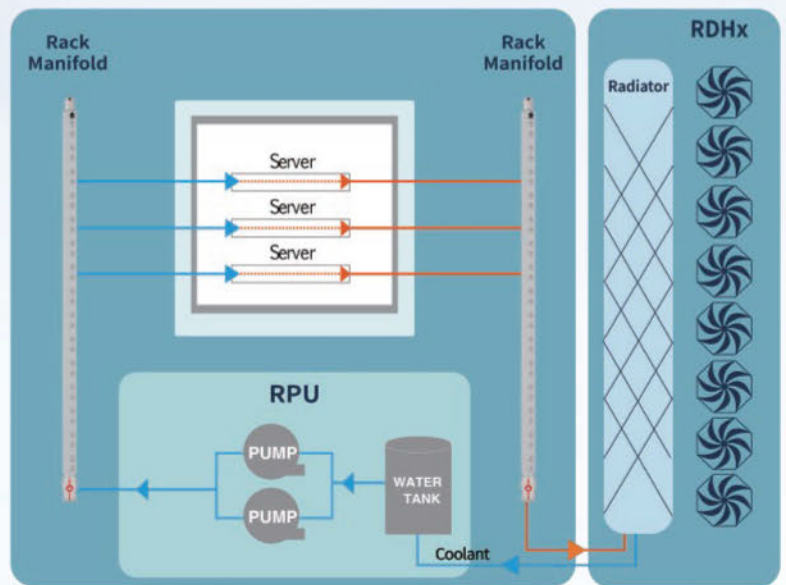 Rack
Manifold
Rack
Manifold
RDHx
Radiator
Server
Server
Server
RPU
PUMP
PUMP
WATER
TANK
Coolant